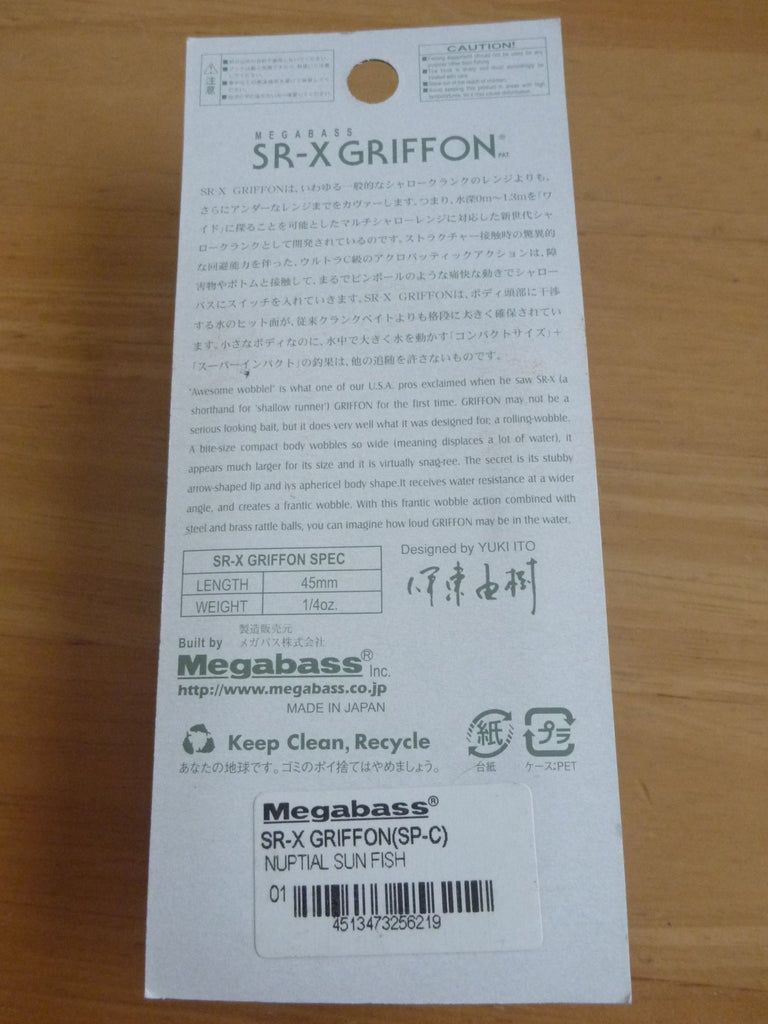 注意
CAUTION!
MEGABASS
SR-X GRIFFON®
PAT.
SR-X GRIFFONは、いわゆる一般的なシャロークランクのレンジよりも、
さらにアンダーなレンジまでをカヴァーします。つまり、水深0m〜1.3mを「ワ
イド」に探ることを可能としたマルチシャローレンジに対応した新世代シャ
ロークランクとして開発されているのです。ストラクチャー接触時の驚異的
な回避能力を伴った、ウルトラC級のアクロバッティックアクションは、障
害物やボトムと接触して、まるでピンボールのような痛快な動きでシャロー
バスにスイッチを入れていきます。SR-X GRIFFONは、ボディ頭部に干渉
する水のヒット面が、従来クランクベイトよりも格段に大きく確保されてい
ます。小さなボディなのに、水中で大きく水を動かす「コンパクトサイズ」+
「スーパーインパクト」の釣果は、他の追随を許さないものです。
"Awesome wobble!" is what one of our U.S.A. pros exclaimed when he saw SR-X (a
shorthand for 'shallow runner') GRIFFON for the first time. GRIFFON may not be a
serious looking bait, but it does very well what it was designed for; a rolling-wobble.
A bite-size compact body wobbles so wide (meaning displaces a lot of water), it
appears much larger for its size and it is virtually snag-ree. The secret is its stubby
arrow-shaped lip and ivs aphericel body shape.It receives water resistance at a wider
angle, and creates a frantic wobble. With this frantic wobble action combined with
steel and brass rattle balls, you can imagine how loud GRIFFON may be in the water.
SR-X GRIFFON SPEC
LENGTH 45mm
WEIGHT 1/4oz.
Designed by YUKI ITO
伊東由樹
製造販売元
Built by メガバス株式会社
Megabass® Inc.
http://www.megabass.co.jp
MADE IN JAPAN
Keep Clean, Recycle
あなたの地球です。ゴミのポイ捨てはやめましょう。
紙 プラ
台紙 ケース:PET
Megabass®
SR-X GRIFFON(SP-C)
NUPTIAL SUN FISH
01
4513473256219